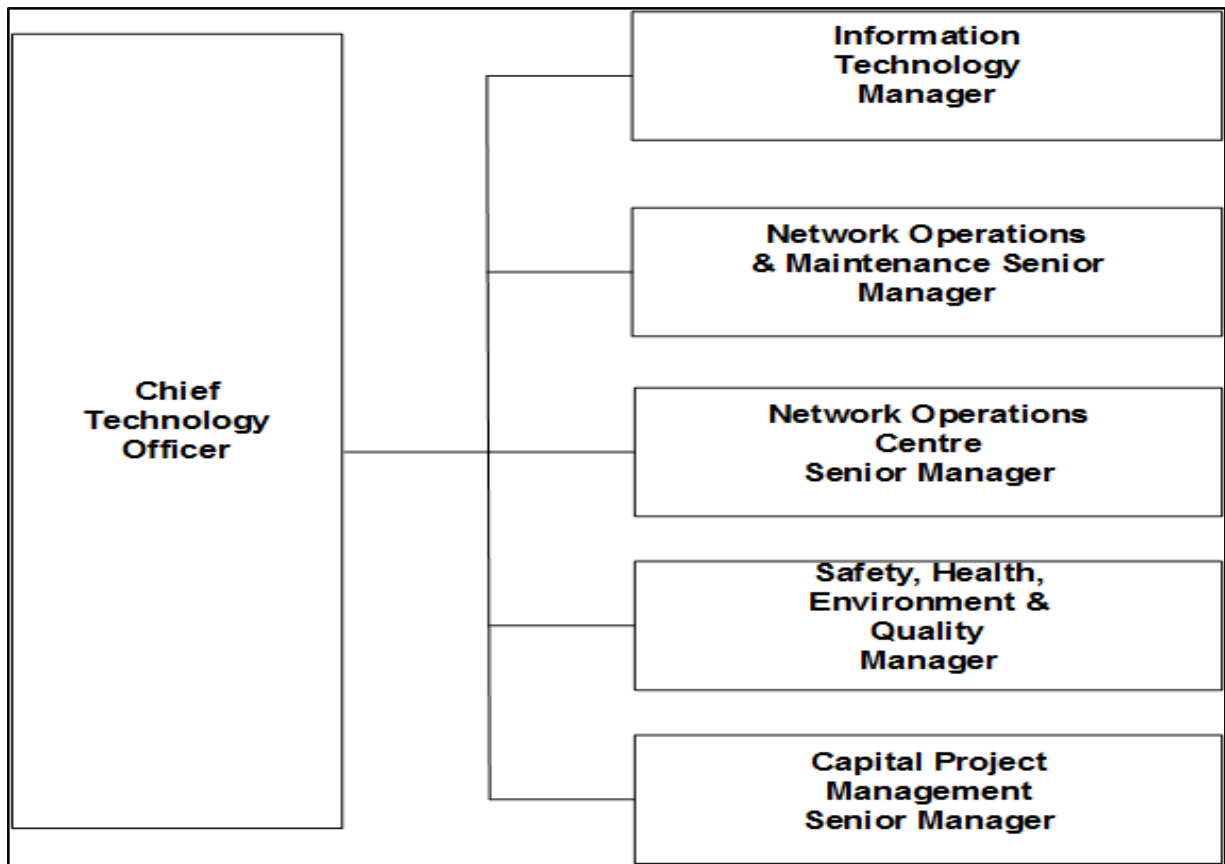 Chief
Technology
Officer
Information
Technology
Manager
Network Operations
& Maintenance Senior
Manager
Network Operations
Centre
Senior Manager
Safety, Health,
Environment &
Quality
Manager
Capital Project
Management
Senior Manager